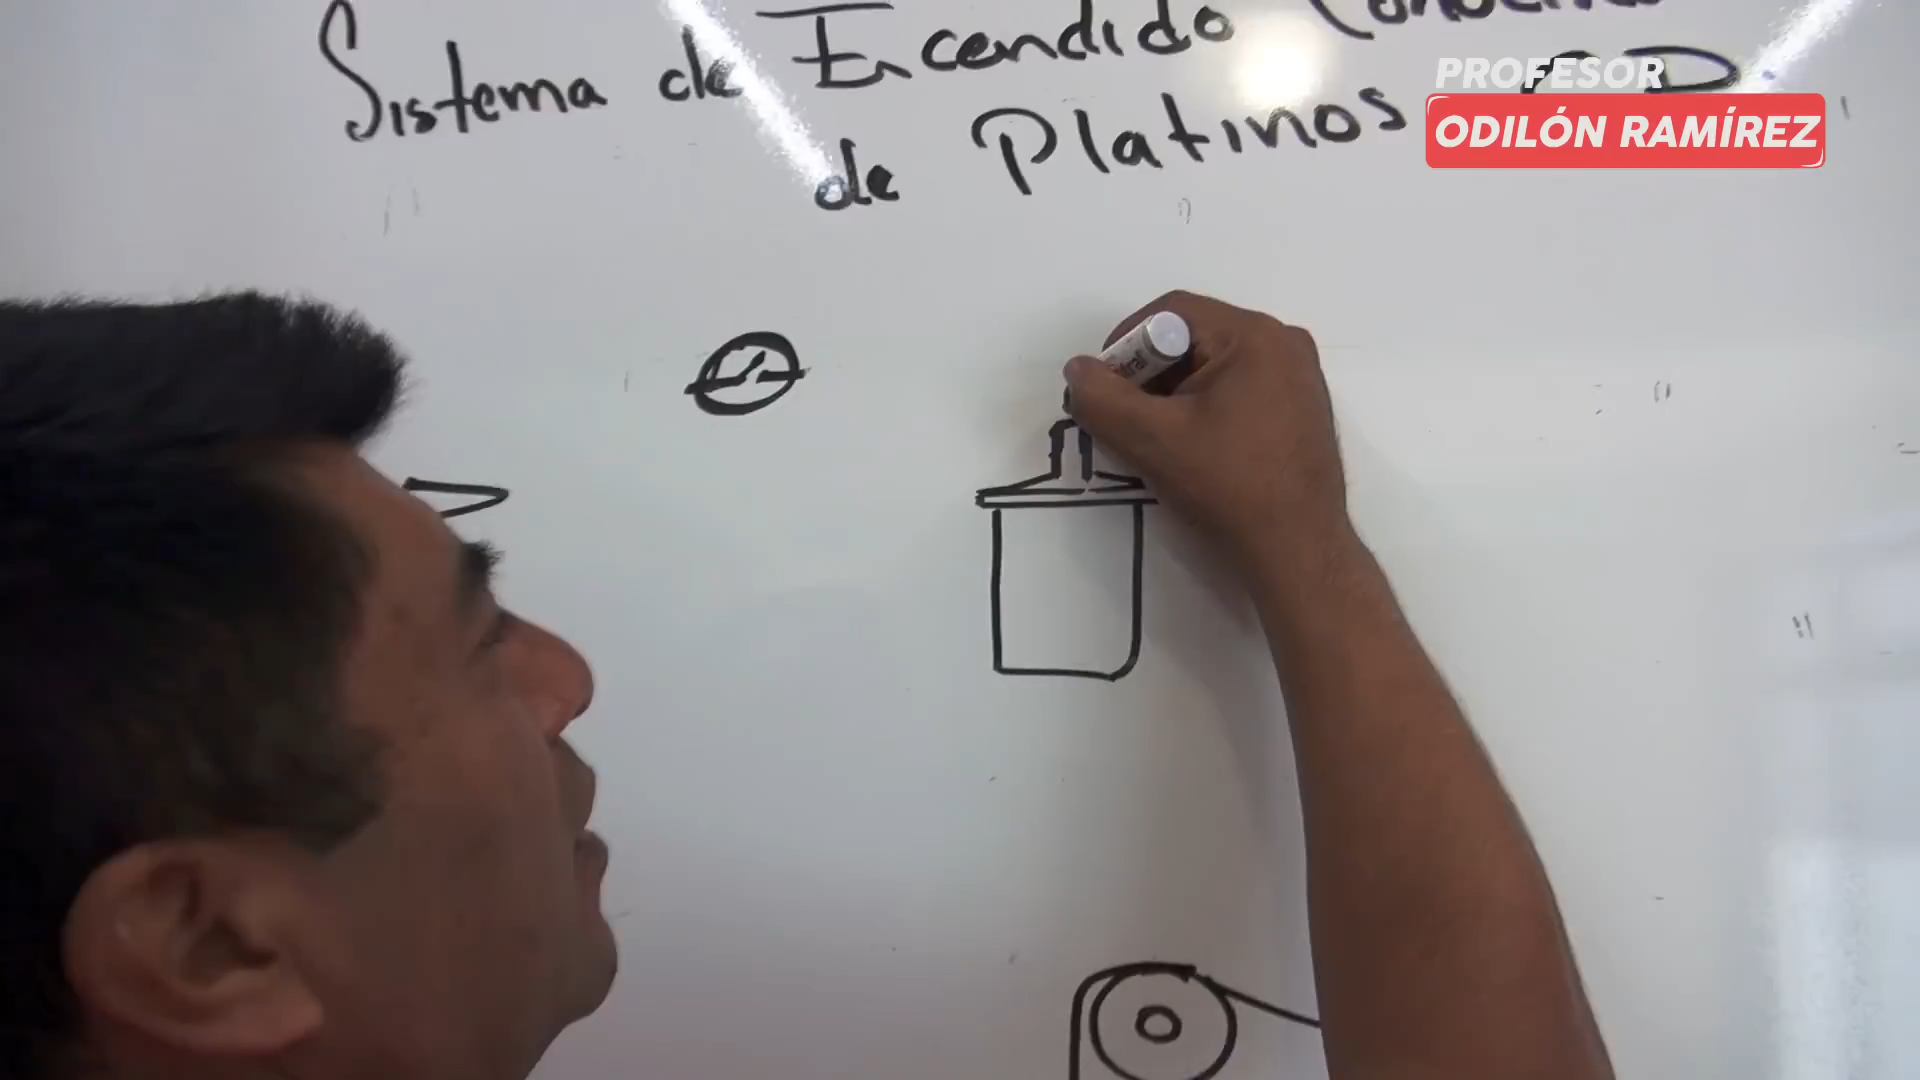 Sistema de Encendido
de Platinos
PROFESOR
ODILÓN RAMÍREZ